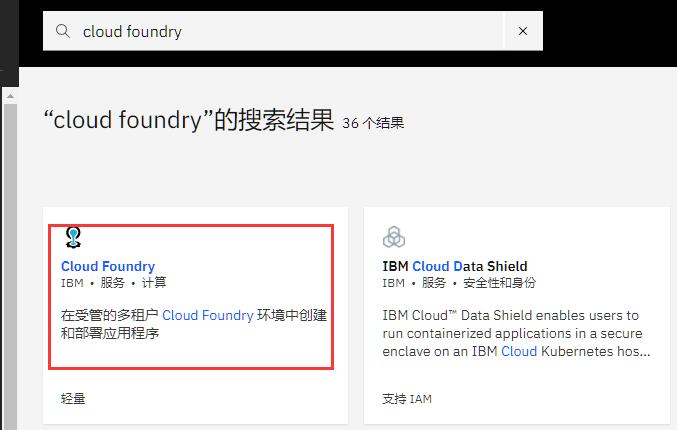 cloud foundry
“cloud foundry”的搜索结果 36 个结果
Cloud Foundry
IBM • 服务 • 计算
在受管的多租户 Cloud Foundry 环境中创建
和部署应用程序
轻量
IBM Cloud Data Shield
IBM • 服务 • 安全性和身份
IBM Cloud™ Data Shield enables users to
run containerized applications in a secure
enclave on an IBM Cloud Kubernetes hos...
支持 IAM